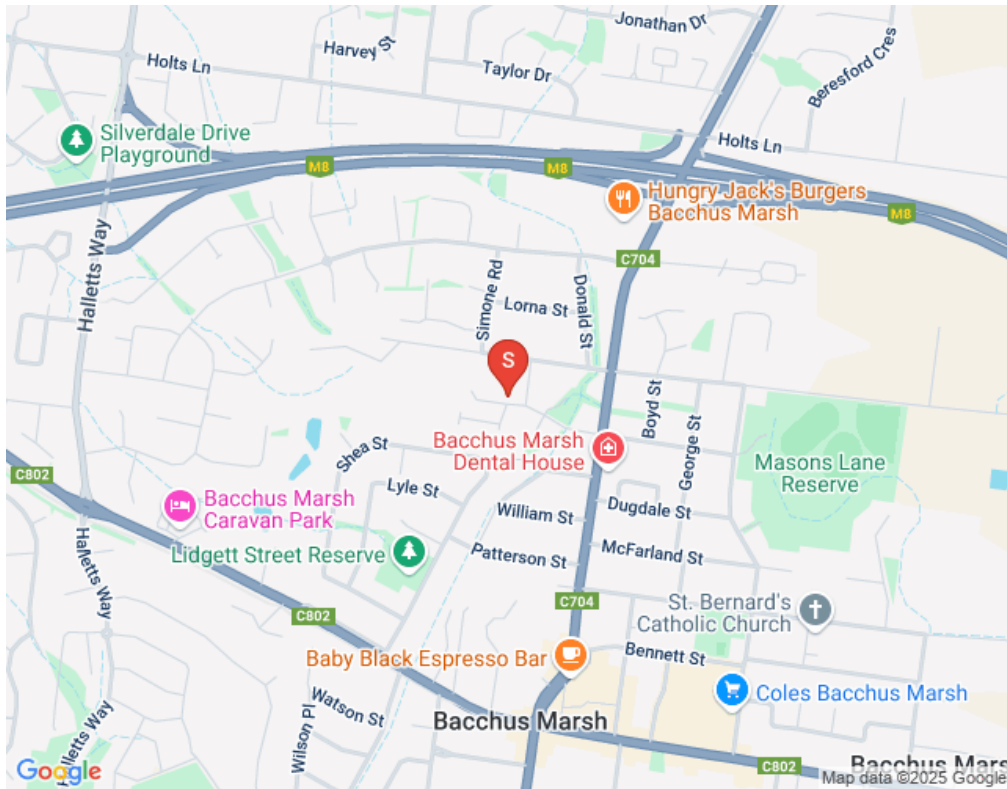 Jonathan Dr
Harvey St
Holts Ln
Taylor Dr
Beresford Cres
Silverdale Drive
Playground
Holts Ln
M8
M8
Hungry Jack's Burgers
Bacchus Marsh
M8
Halletts Way
C704
Simone Rd
Donald St
Lorna St
S
Boyd St
George St
Bacchus Marsh
Dental House
Shea St
Masons Lane
Reserve
C802
Lyle St
Bacchus Marsh
Caravan Park
William St
Dugdale St
Halletts Way
Lidgett Street Reserve
Patterson St
McFarland St
C704
St. Bernard's
Catholic Church
C802
Bennett St
Baby Black Espresso Bar
Coles Bacchus Marsh
Watson St
Wilson Pl
Halletts Way
Bacchus Marsh
C802
Bacchus Mars
Google
Map data ©2025 Google